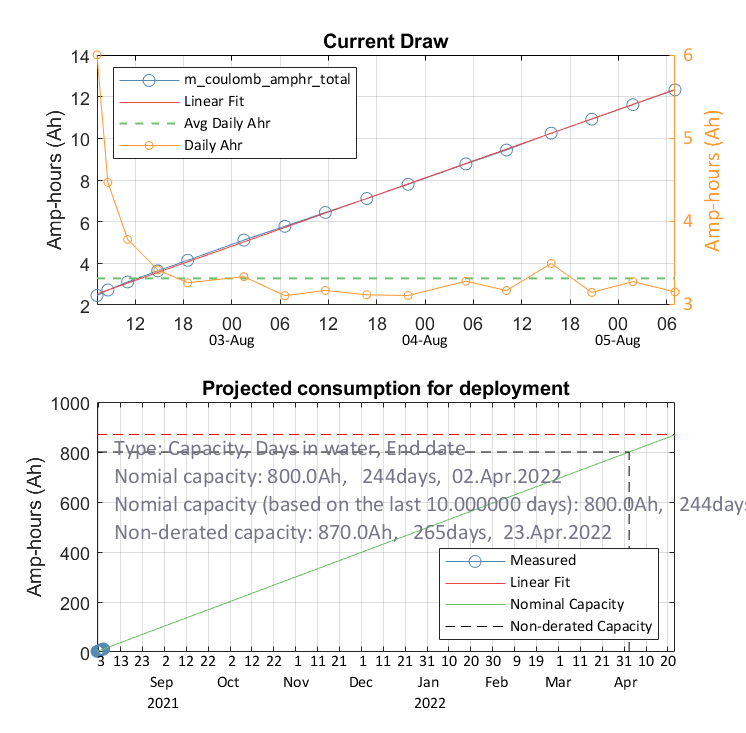 Current Draw
14
12
10
8
6
4
2
Amp-hours (Ah)
6
5
4
3
Amp-hours (Ah)
m_coulomb_amphr_total
Linear Fit
Avg Daily Ahr
Daily Ahr
12 18 00 06 12 18 00 06 12 18 00 06
03-Aug 04-Aug 05-Aug
Projected consumption for deployment
1000
800
600
400
200
0
Amp-hours (Ah)
Type: Capacity, Days in water, End date
Nomial capacity: 800.0Ah, 244days, 02.Apr.2022
Nomial capacity (based on the last 10.000000 days): 800.0Ah, 244days
Non-derated capacity: 870.0Ah, 265days, 23.Apr.2022
Measured
Linear Fit
Nominal Capacity
Non-derated Capacity
3 13 23 2 12 22 2 12 22 1 11 21 1 11 21 31 10 20 30 9 19 1 11 21 31 10 20
Sep Oct Nov Dec Jan Feb Mar Apr
2021 2022